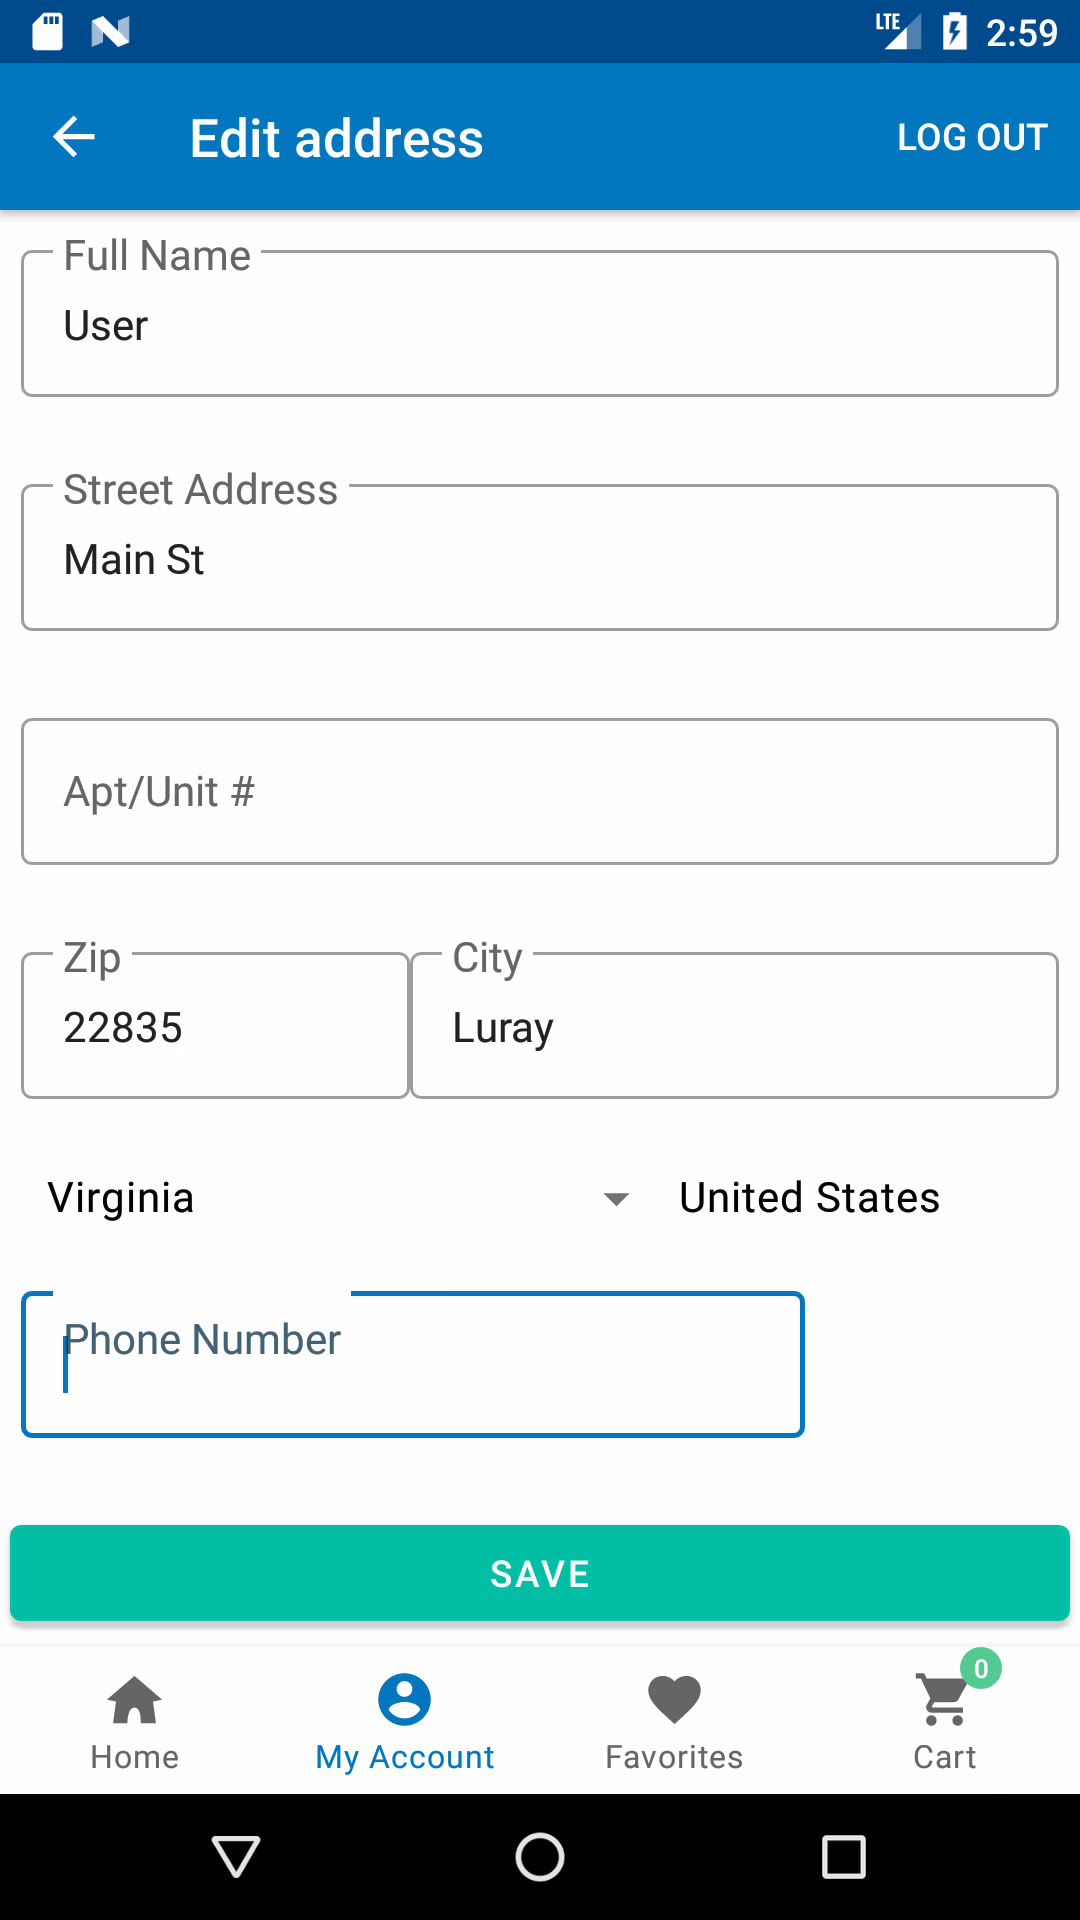 LTE 2:59
Edit address LOG OUT
Full Name
User
Street Address
Main St
Apt/Unit #
Zip City
22835 Luray
Virginia United States
Phone Number
SAVE
0
Home My Account Favorites Cart